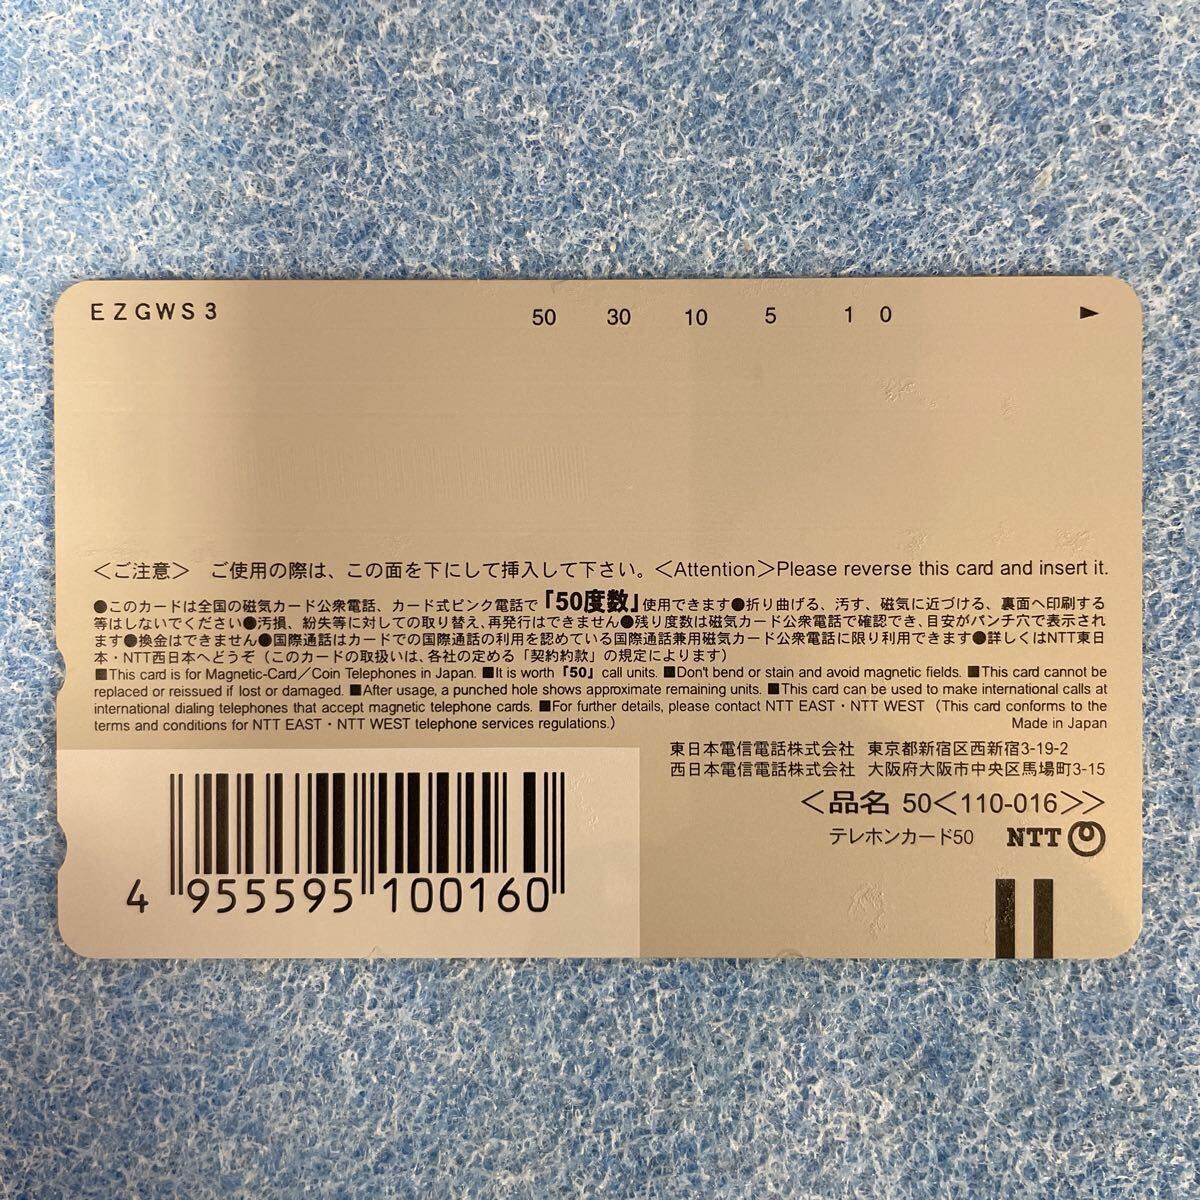 EZGWS3
50 30 10 5 1 0 ▶
＜ご注意＞ ご使用の際は、この面を下にして挿入して下さい。＜Attention＞Please reverse this card and insert it.
●このカードは全国の磁気カード公衆電話、カード式ピンク電話で「50度数」使用できます●折り曲げる、汚す、磁気に近づける、裏面へ印刷する
等はしないでください●汚損、紛失等に対しての取り替え、再発行はできません●残り度数は磁気カード公衆電話で確認でき、目安がパンチ穴で表示され
ます●換金はできません●国際通話はカードでの国際通話の利用を認めている国際通話兼用磁気カード公衆電話に限り利用できます●詳しくはNTT東日
本・NTT西日本へどうぞ（このカードの取扱いは、各社の定める「契約約款」の規定によります）
■This card is for Magnetic-Card／Coin Telephones in Japan. ■It is worth「50」call units. ■Don't bend or stain and avoid magnetic fields. ■This card cannot be
replaced or reissued if lost or damaged. ■After usage, a punched hole shows approximate remaining units. ■This card can be used to make international calls at
international dialing telephones that accept magnetic telephone cards. ■For further details, please contact NTT EAST・NTT WEST（This card conforms to the
terms and conditions for NTT EAST・NTT WEST telephone services regulations.）
Made in Japan
東日本電信電話株式会社 東京都新宿区西新宿3-19-2
西日本電信電話株式会社 大阪府大阪市中央区馬場町3-15
＜品名 50＜110-016＞＞
テレホンカード50 NTT
4 955595 100160